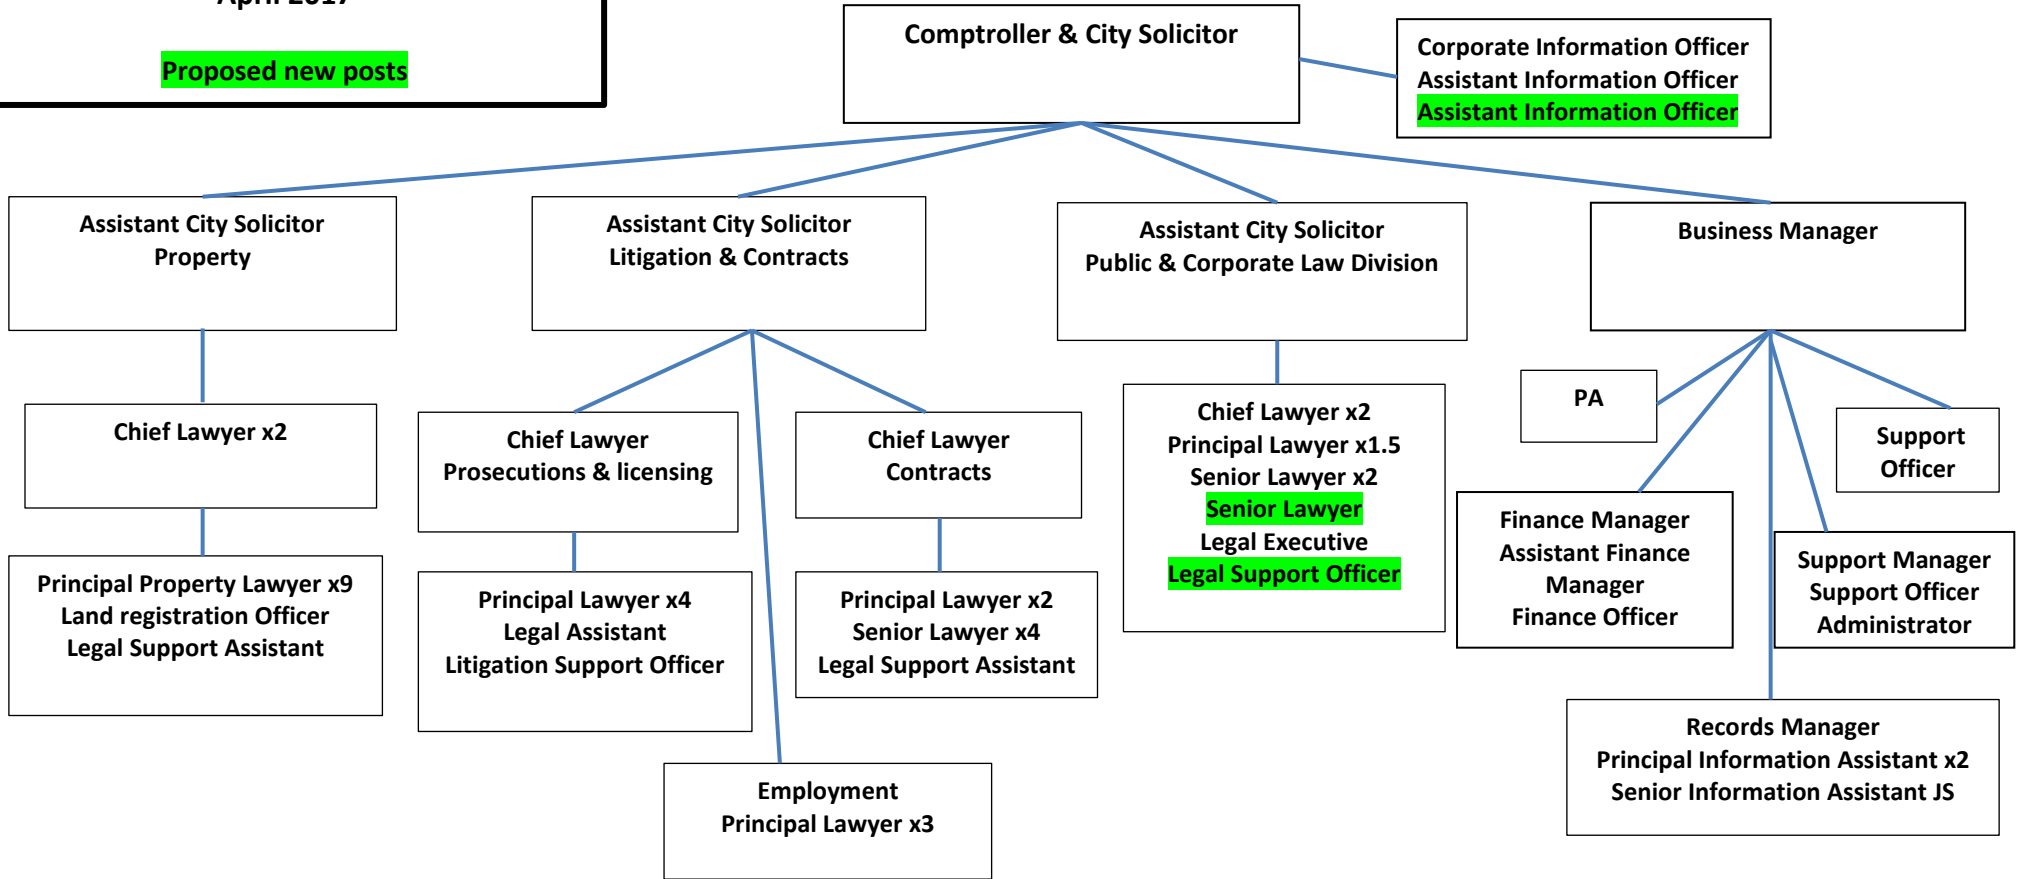 April 2017
Proposed new posts
Comptroller & City Solicitor
Corporate Information Officer
Assistant Information Officer
Assistant Information Officer
Assistant City Solicitor
Property
Assistant City Solicitor
Litigation & Contracts
Assistant City Solicitor
Public & Corporate Law Division
Business Manager
Chief Lawyer x2
Principal Property Lawyer x9
Land registration Officer
Legal Support Assistant
Chief Lawyer
Prosecutions & licensing
Principal Lawyer x4
Legal Assistant
Litigation Support Officer
Chief Lawyer
Contracts
Principal Lawyer x2
Senior Lawyer x4
Legal Support Assistant
Employment
Principal Lawyer x3
Chief Lawyer x2
Principal Lawyer x1.5
Senior Lawyer x2
Senior Lawyer
Legal Executive
Legal Support Officer
PA
Support
Officer
Finance Manager
Assistant Finance
Manager
Finance Officer
Support Manager
Support Officer
Administrator
Records Manager
Principal Information Assistant x2
Senior Information Assistant JS